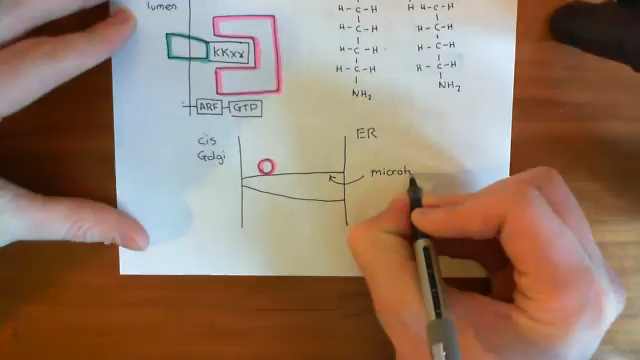 lumen
KKXX
ARF GTP
H-C-H H-C-H
H-C-H H-C-H
H-C-H H-C-H
H-C-H H-C-H
NH2 NH2
cis Golgi
ER
microt